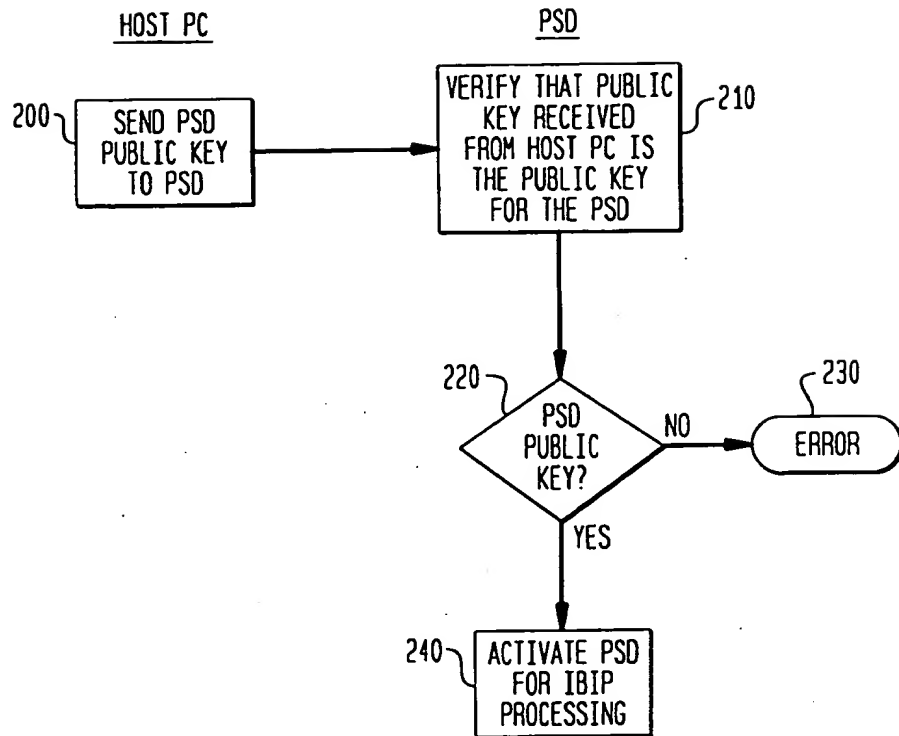 HOST PC
PSD
200
SEND PSD
PUBLIC KEY
TO PSD
VERIFY THAT PUBLIC
KEY RECEIVED
FROM HOST PC IS
THE PUBLIC KEY
FOR THE PSD
210
220
PSD
PUBLIC
KEY?
NO
230
ERROR
YES
240
ACTIVATE PSD
FOR IBIP
PROCESSING